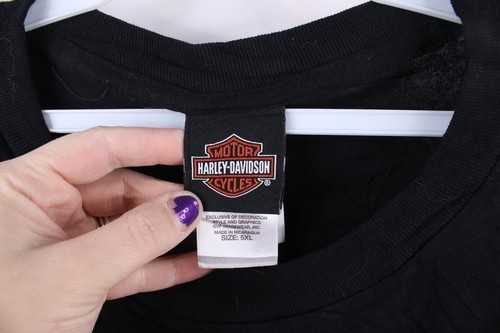 MOTOR
HARLEY-DAVIDSON
CYCLES
®
EXCLUSIVE OF DECORATION
STYLE AND GRAPHICS
MADE IN NICARAGUA
SIZE: 5XL